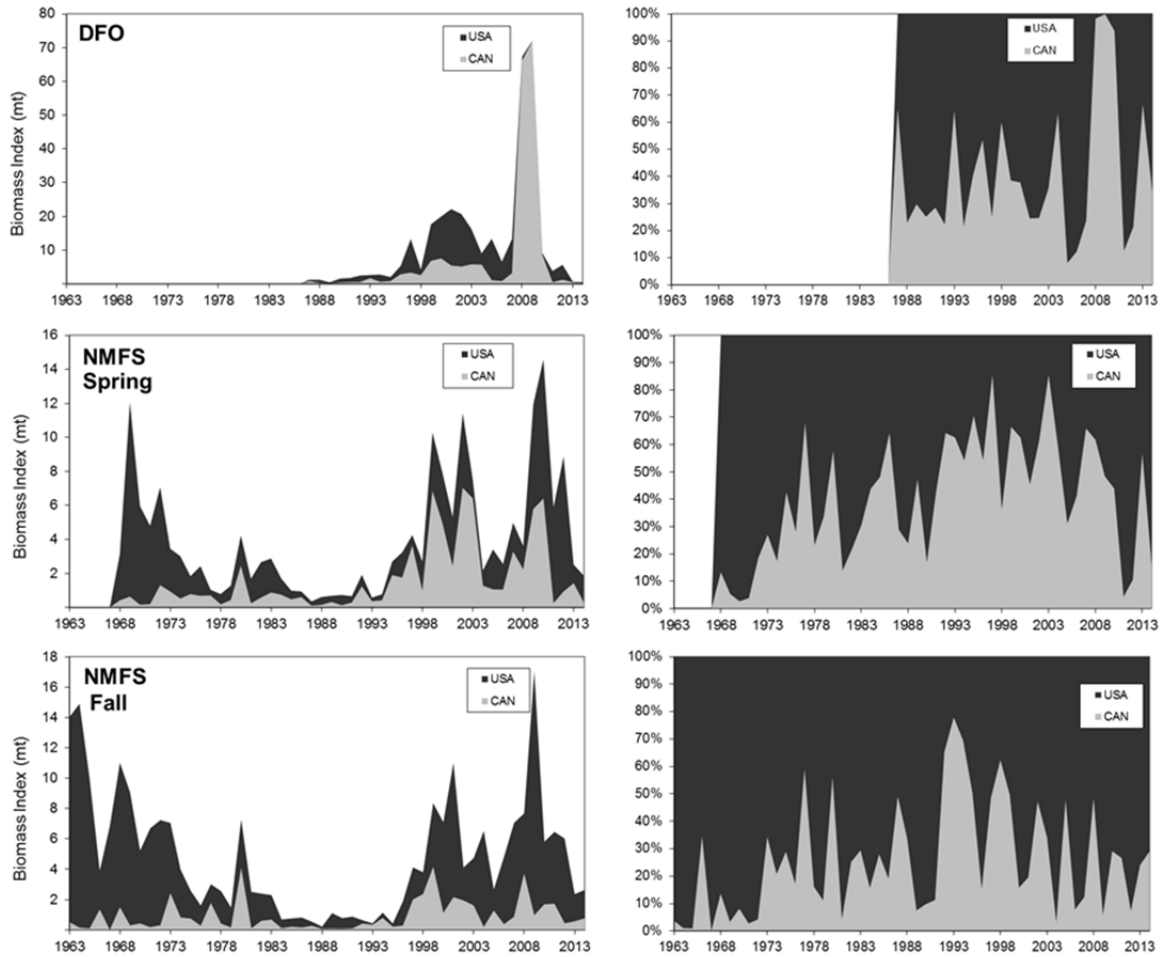 DFO
USA
CAN
Biomass Index (mt)
80
70
60
50
40
30
20
10
1963 1968 1973 1978 1983 1988 1993 1998 2003 2008 2013
USA
CAN
100%
90%
80%
70%
60%
50%
40%
30%
20%
10%
0%
1963 1968 1973 1978 1983 1988 1993 1998 2003 2008 2013
NMFS
Spring
USA
CAN
Biomass Index (mt)
16
14
12
10
8
6
4
2
1963 1968 1973 1978 1983 1988 1993 1998 2003 2008 2013
USA
CAN
100%
90%
80%
70%
60%
50%
40%
30%
20%
10%
0%
1963 1968 1973 1978 1983 1988 1993 1998 2003 2008 2013
NMFS
Fall
USA
CAN
Biomass Index (mt)
18
16
14
12
10
8
6
4
2
1963 1968 1973 1978 1983 1988 1993 1998 2003 2008 2013
USA
CAN
100%
90%
80%
70%
60%
50%
40%
30%
20%
10%
0%
1963 1968 1973 1978 1983 1988 1993 1998 2003 2008 2013